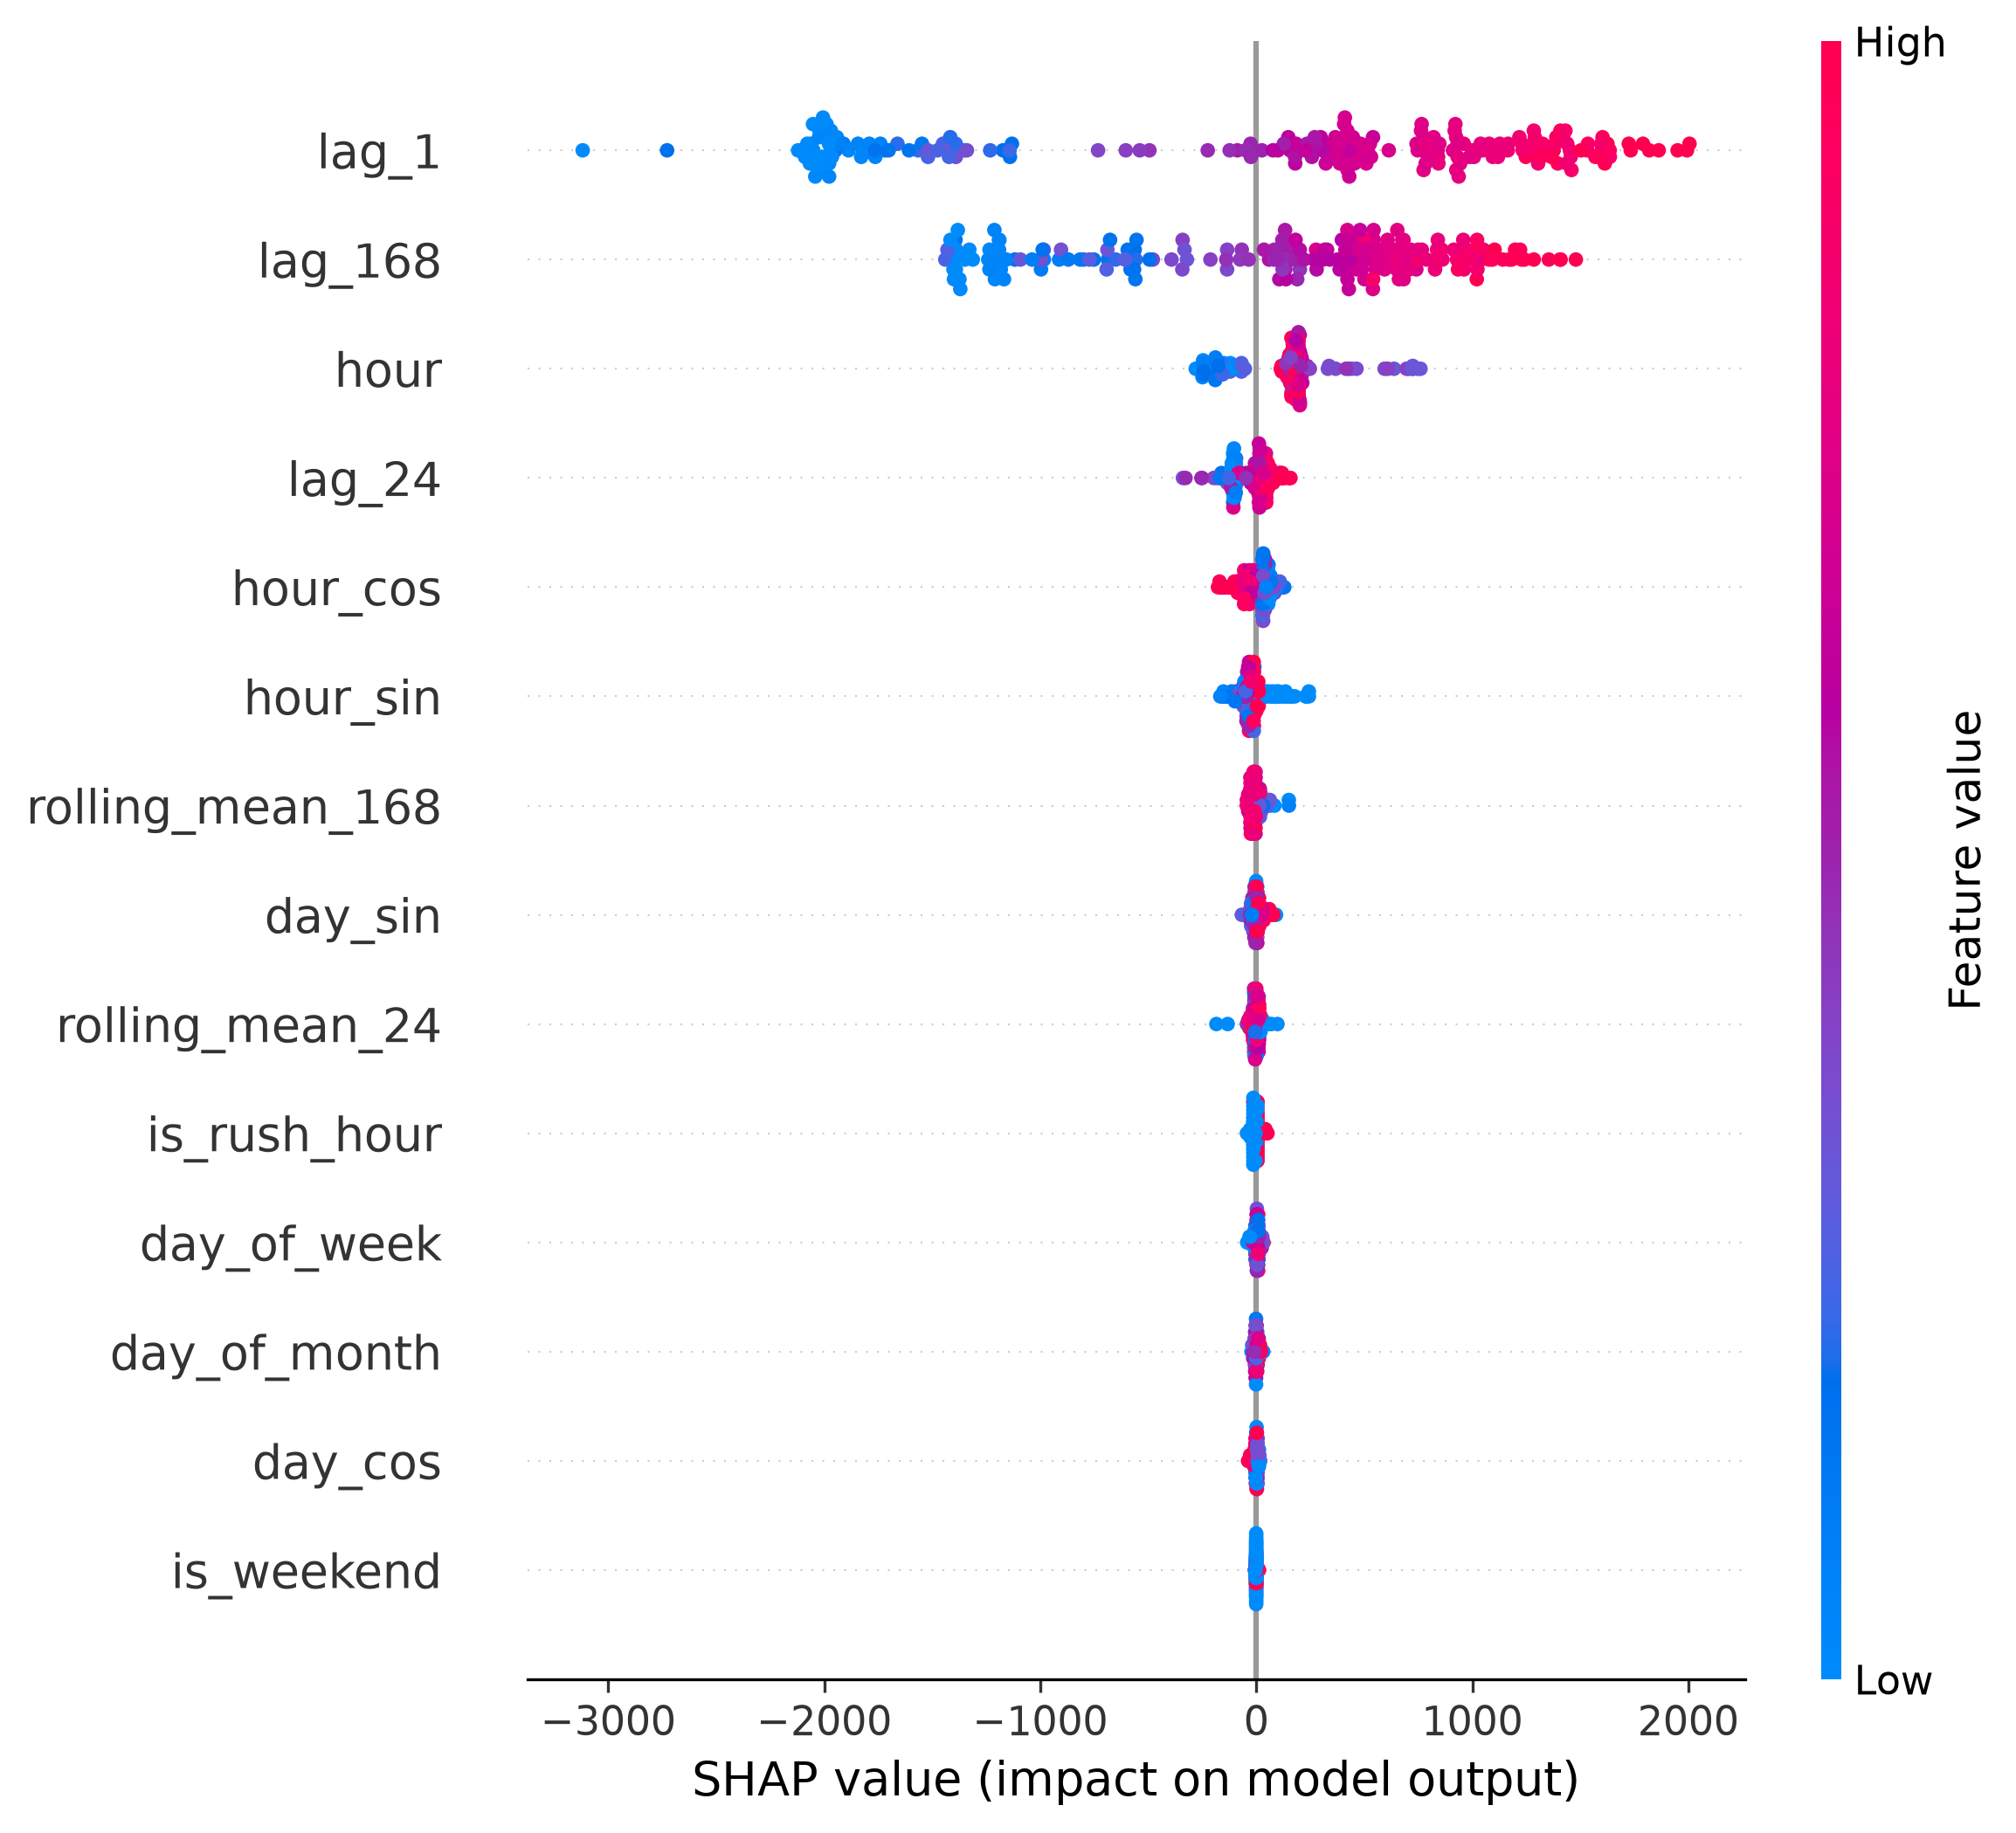 High
lag_1
lag_168
hour
lag_24
hour_cos
hour_sin
rolling_mean_168
day_sin
rolling_mean_24
is_rush_hour
day_of_week
day_of_month
day_cos
is_weekend
Feature value
Low
−3000 −2000 −1000 0 1000 2000
SHAP value (impact on model output)